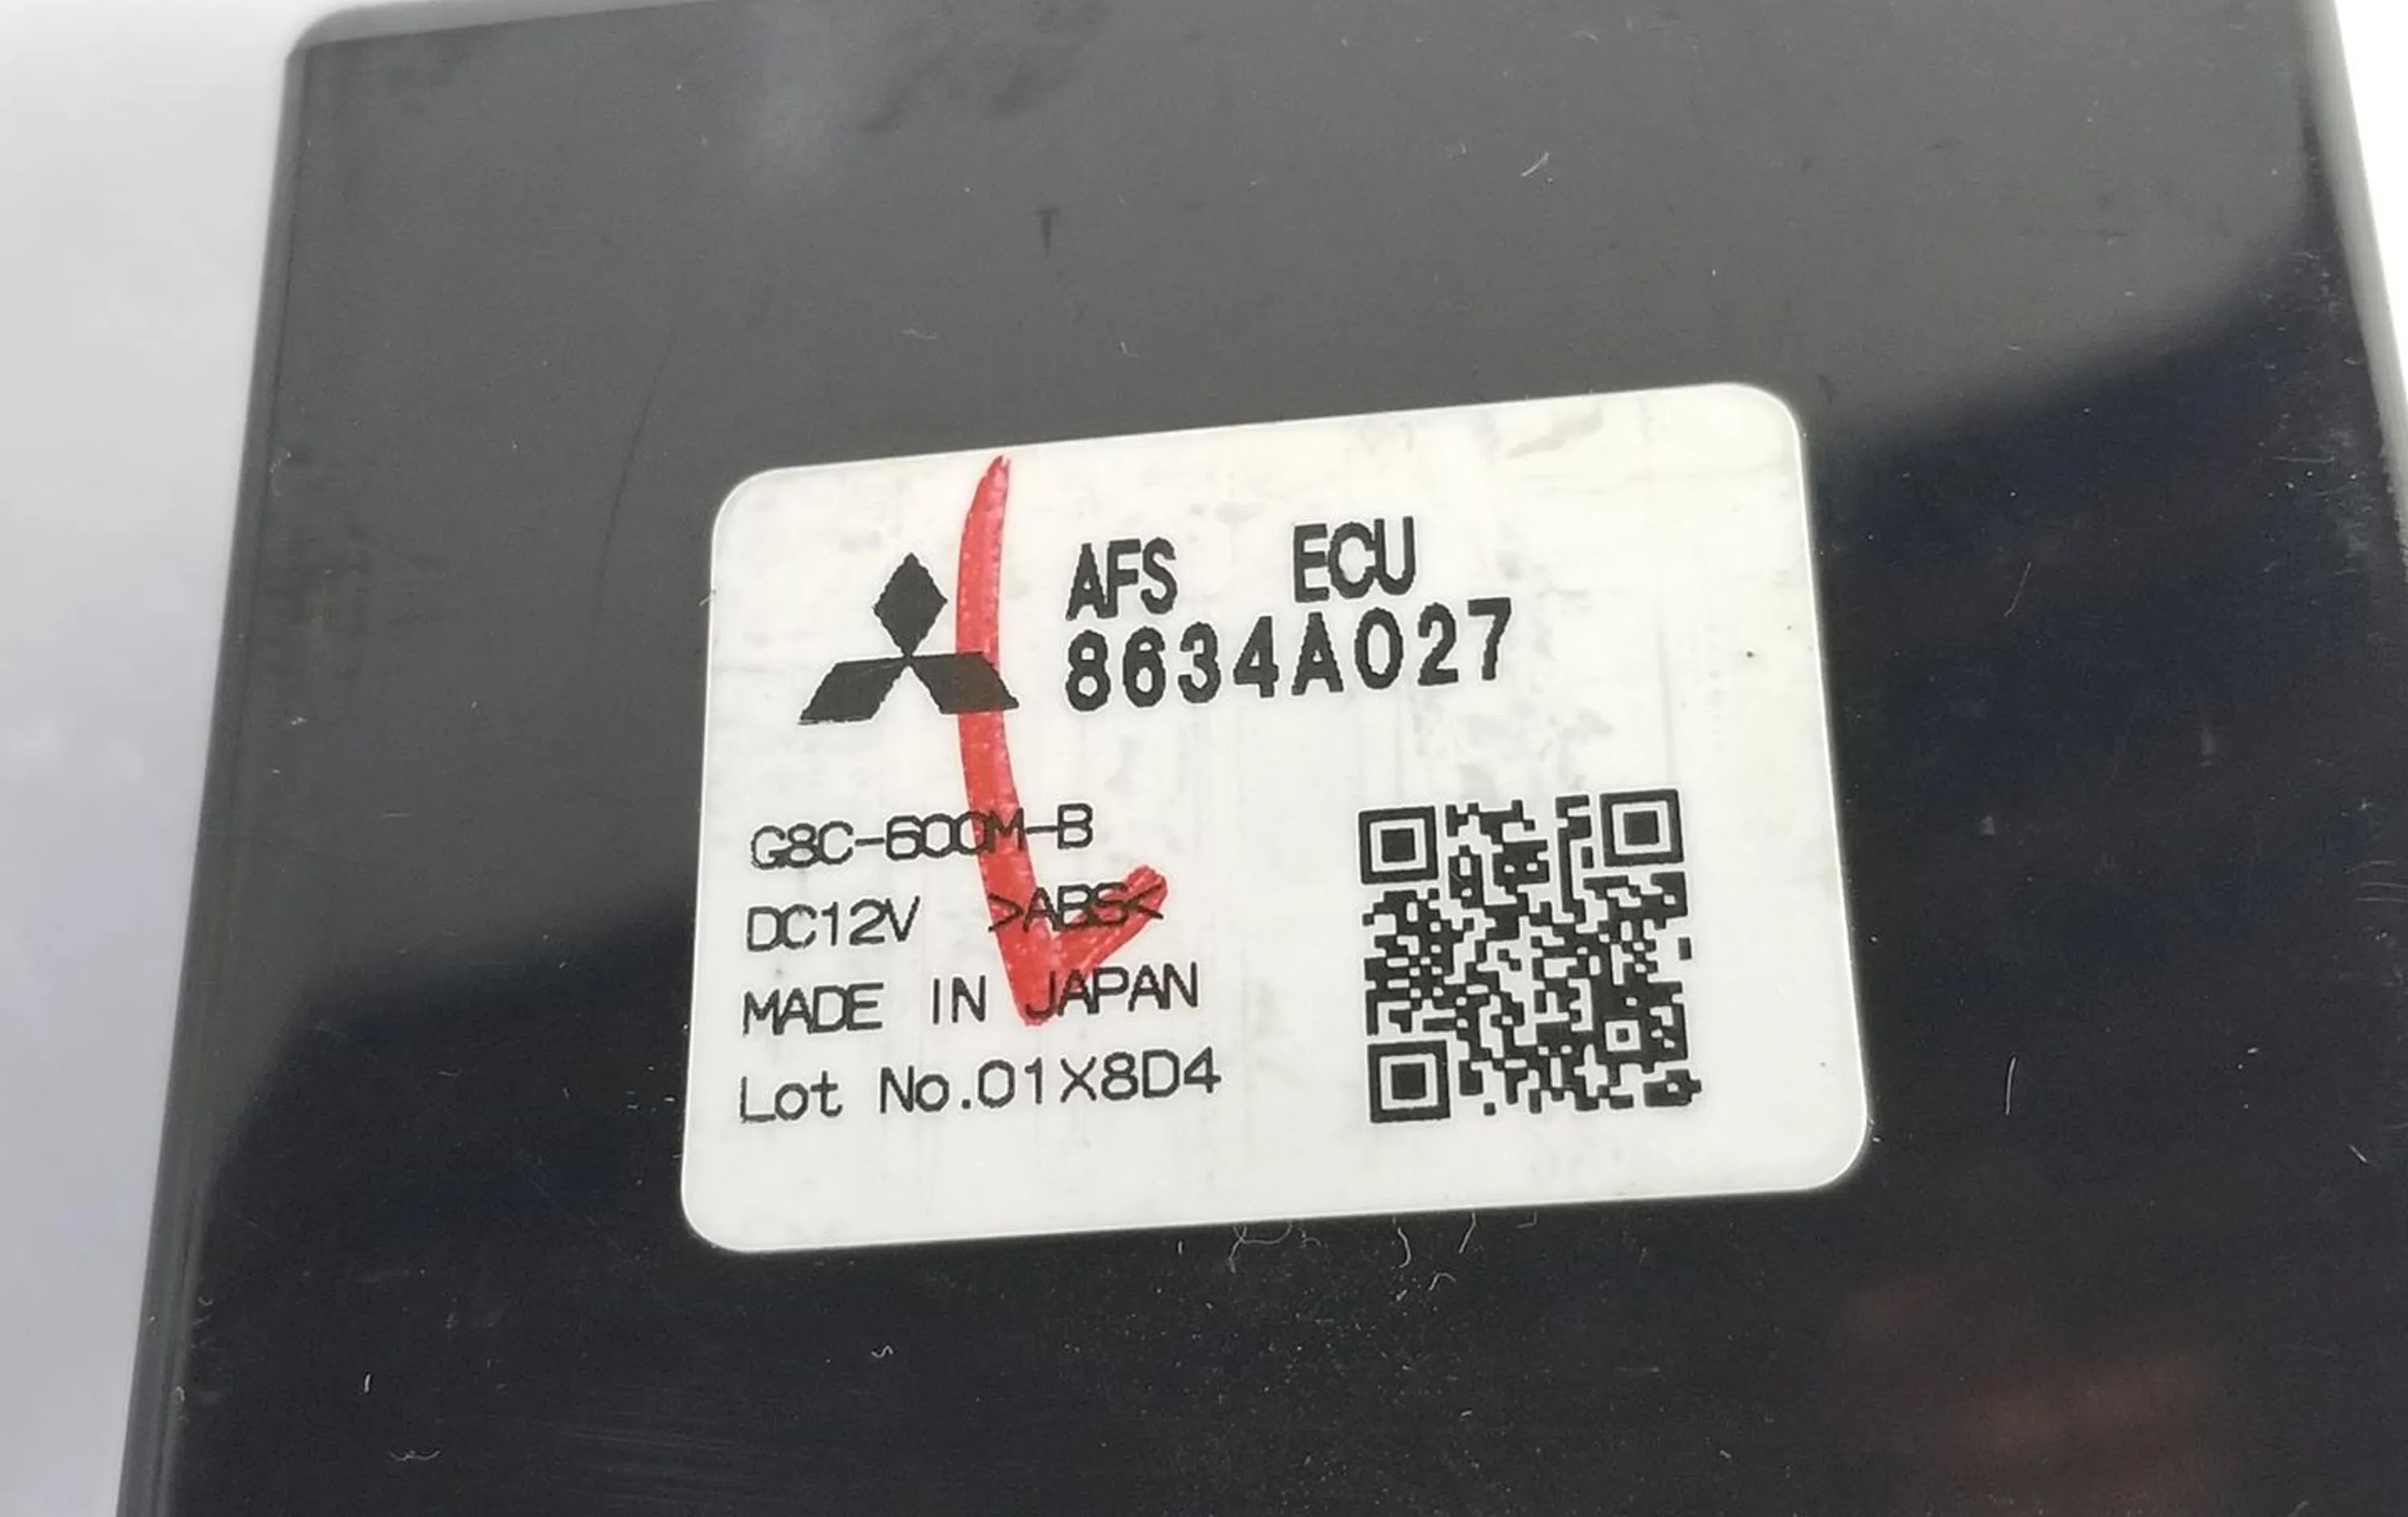 AFS ECU
8634A027
G8C-600M-B
DC12V >ABS<
MADE IN JAPAN
Lot No.01X8D4